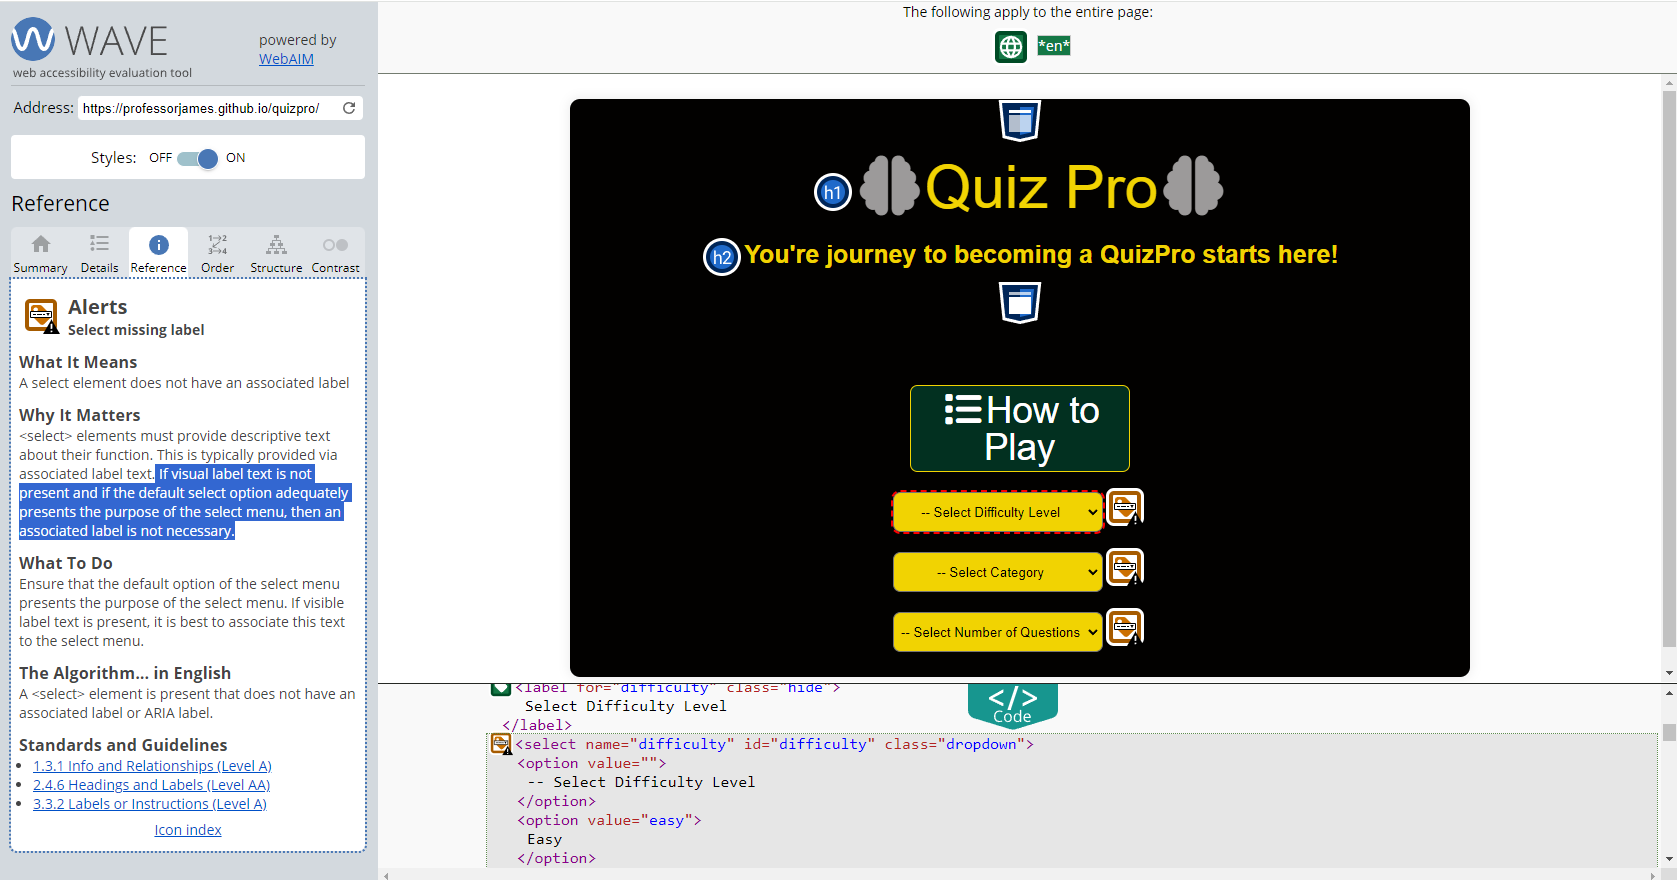 WAVE
web accessibility evaluation tool
powered by
WebAIM
Address: https://professorjames.github.io/quizpro/
Styles: OFF ON
Reference
Summary Details Reference Order Structure Contrast
Alerts
Select missing label
What It Means
A select element does not have an associated label
Why It Matters
<select> elements must provide descriptive text
about their function. This is typically provided via
associated label text. If visual label text is not
present and if the default select option adequately
presents the purpose of the select menu, then an
associated label is not necessary.
What To Do
Ensure that the default option of the select menu
presents the purpose of the select menu. If visible
label text is present, it is best to associate this text
to the select menu.
The Algorithm... in English
A <select> element is present that does not have an
associated label or ARIA label.
Standards and Guidelines
1.3.1 Info and Relationships (Level A)
2.4.6 Headings and Labels (Level AA)
3.3.2 Labels or Instructions (Level A)
Icon index
The following apply to the entire page:
*en*
h1 Quiz Pro
h2 You're journey to becoming a QuizPro starts here!
How to
Play
-- Select Difficulty Level
-- Select Category
-- Select Number of Questions
</>
Code
<label for="difficulty" class="hide">
Select Difficulty Level
</label>
<select name="difficulty" id="difficulty" class="dropdown">
<option value="">
-- Select Difficulty Level
</option>
<option value="easy">
Easy
</option>